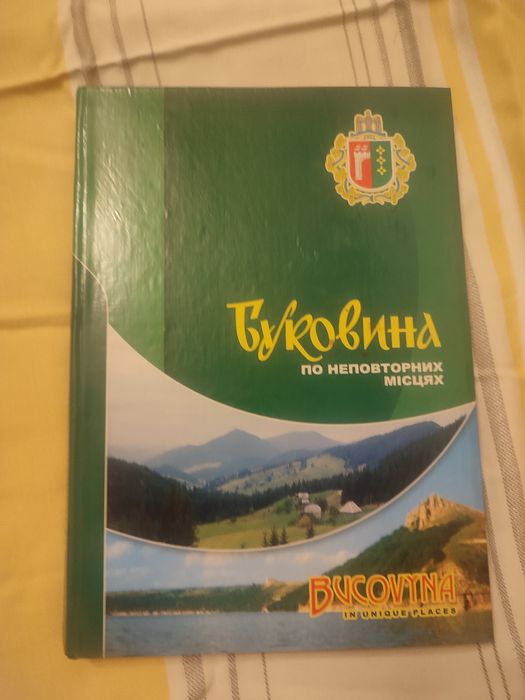 Буковина
ПО НЕПОВТОРНИХ
МІСЦЯХ
BUCOVYNA
IN UNIQUE PLACES